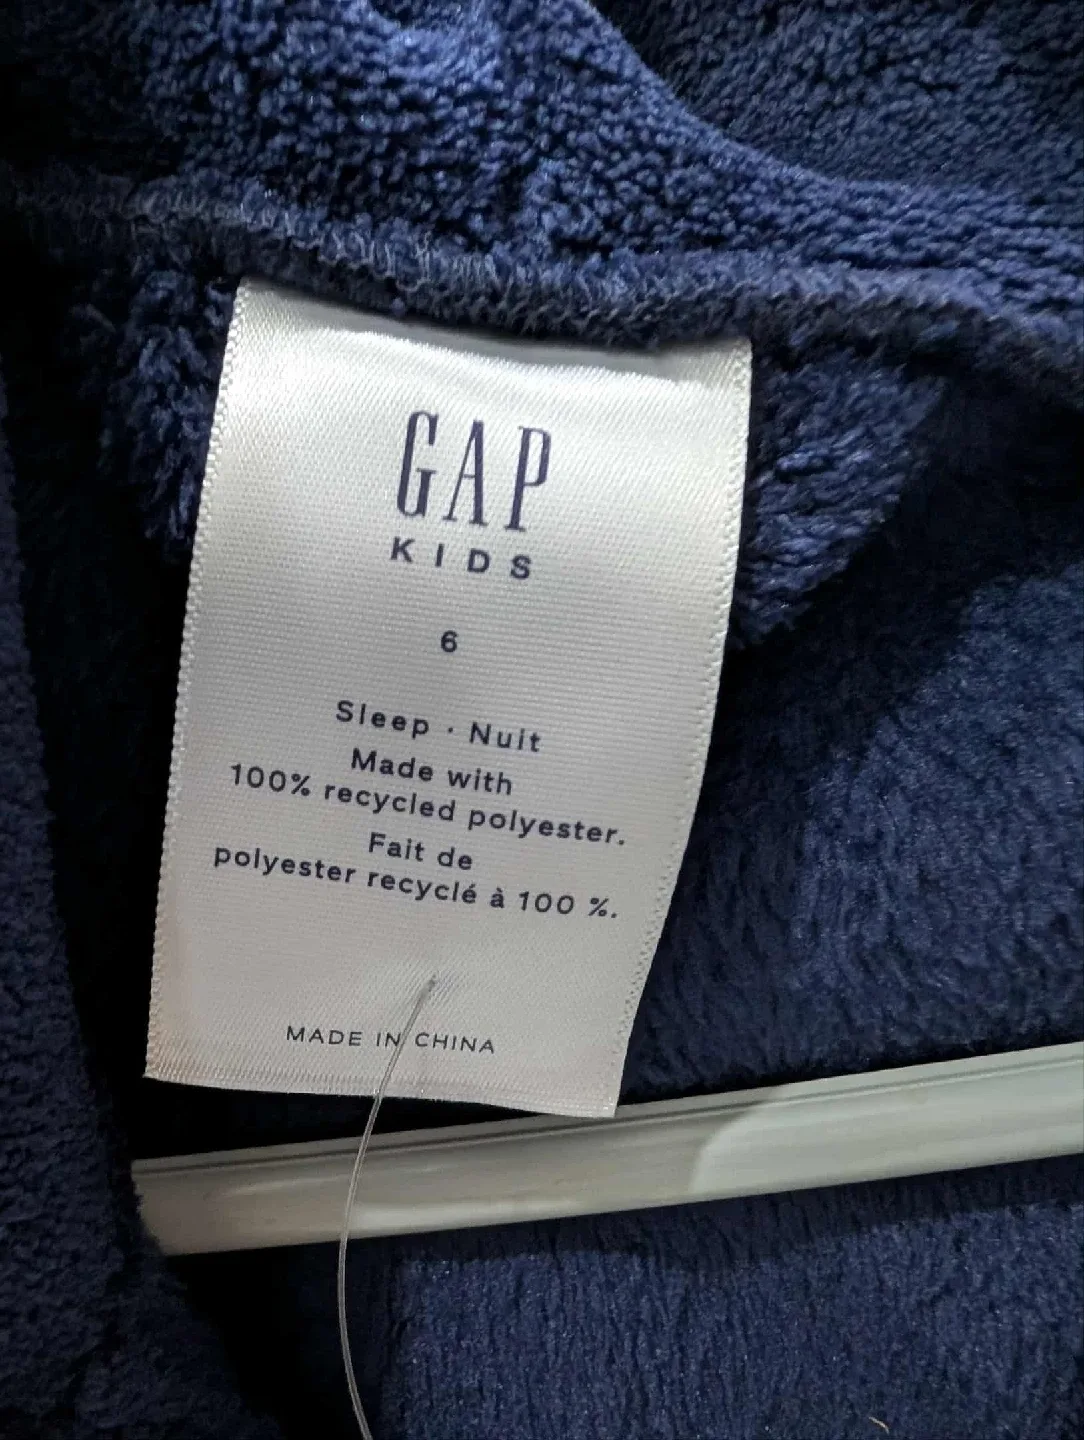 GAP
KIDS
6
Sleep · Nuit
Made with
100% recycled polyester.
Fait de
polyester recyclé à 100 %.
MADE IN CHINA